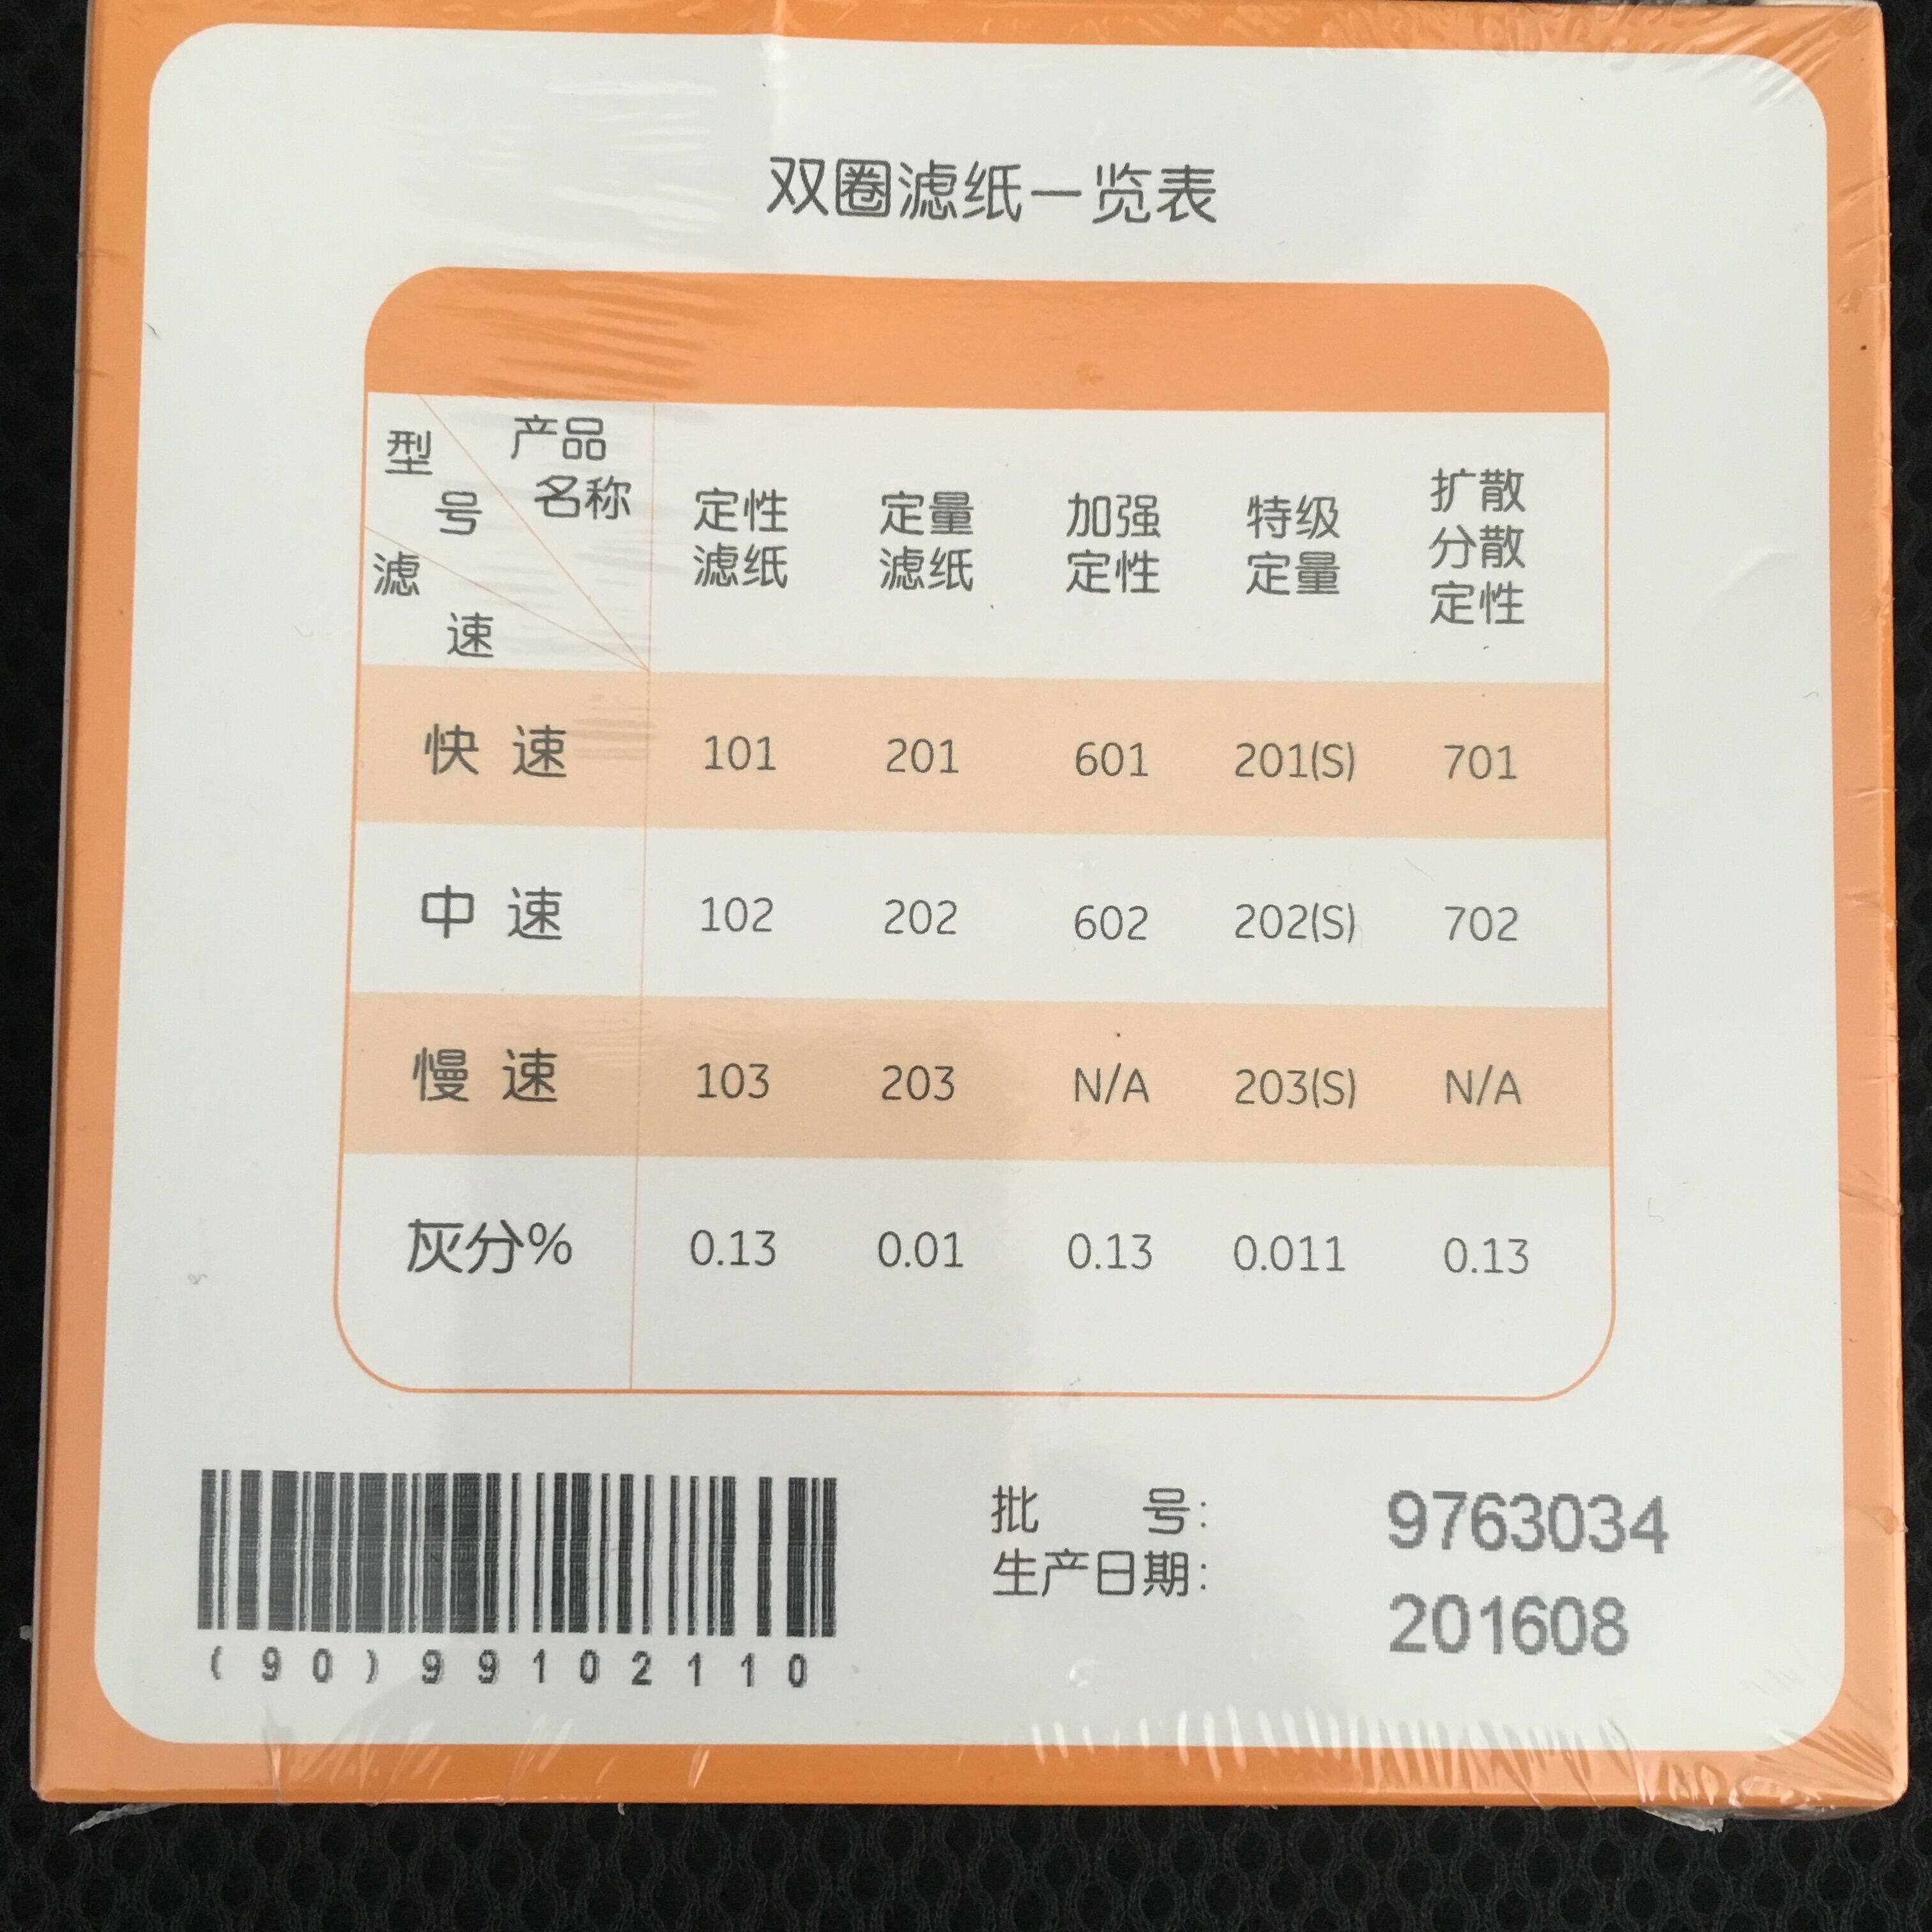 双圈滤纸一览表
型号 产品名称 滤速
定性滤纸 定量滤纸 加强定性 特级定量 扩散分散定性
快速 101 201 601 201(S) 701
中速 102 202 602 202(S) 702
慢速 103 203 N/A 203(S) N/A
灰分% 0.13 0.01 0.13 0.011 0.13
批号: 9763034
生产日期: 201608
(90)99102110